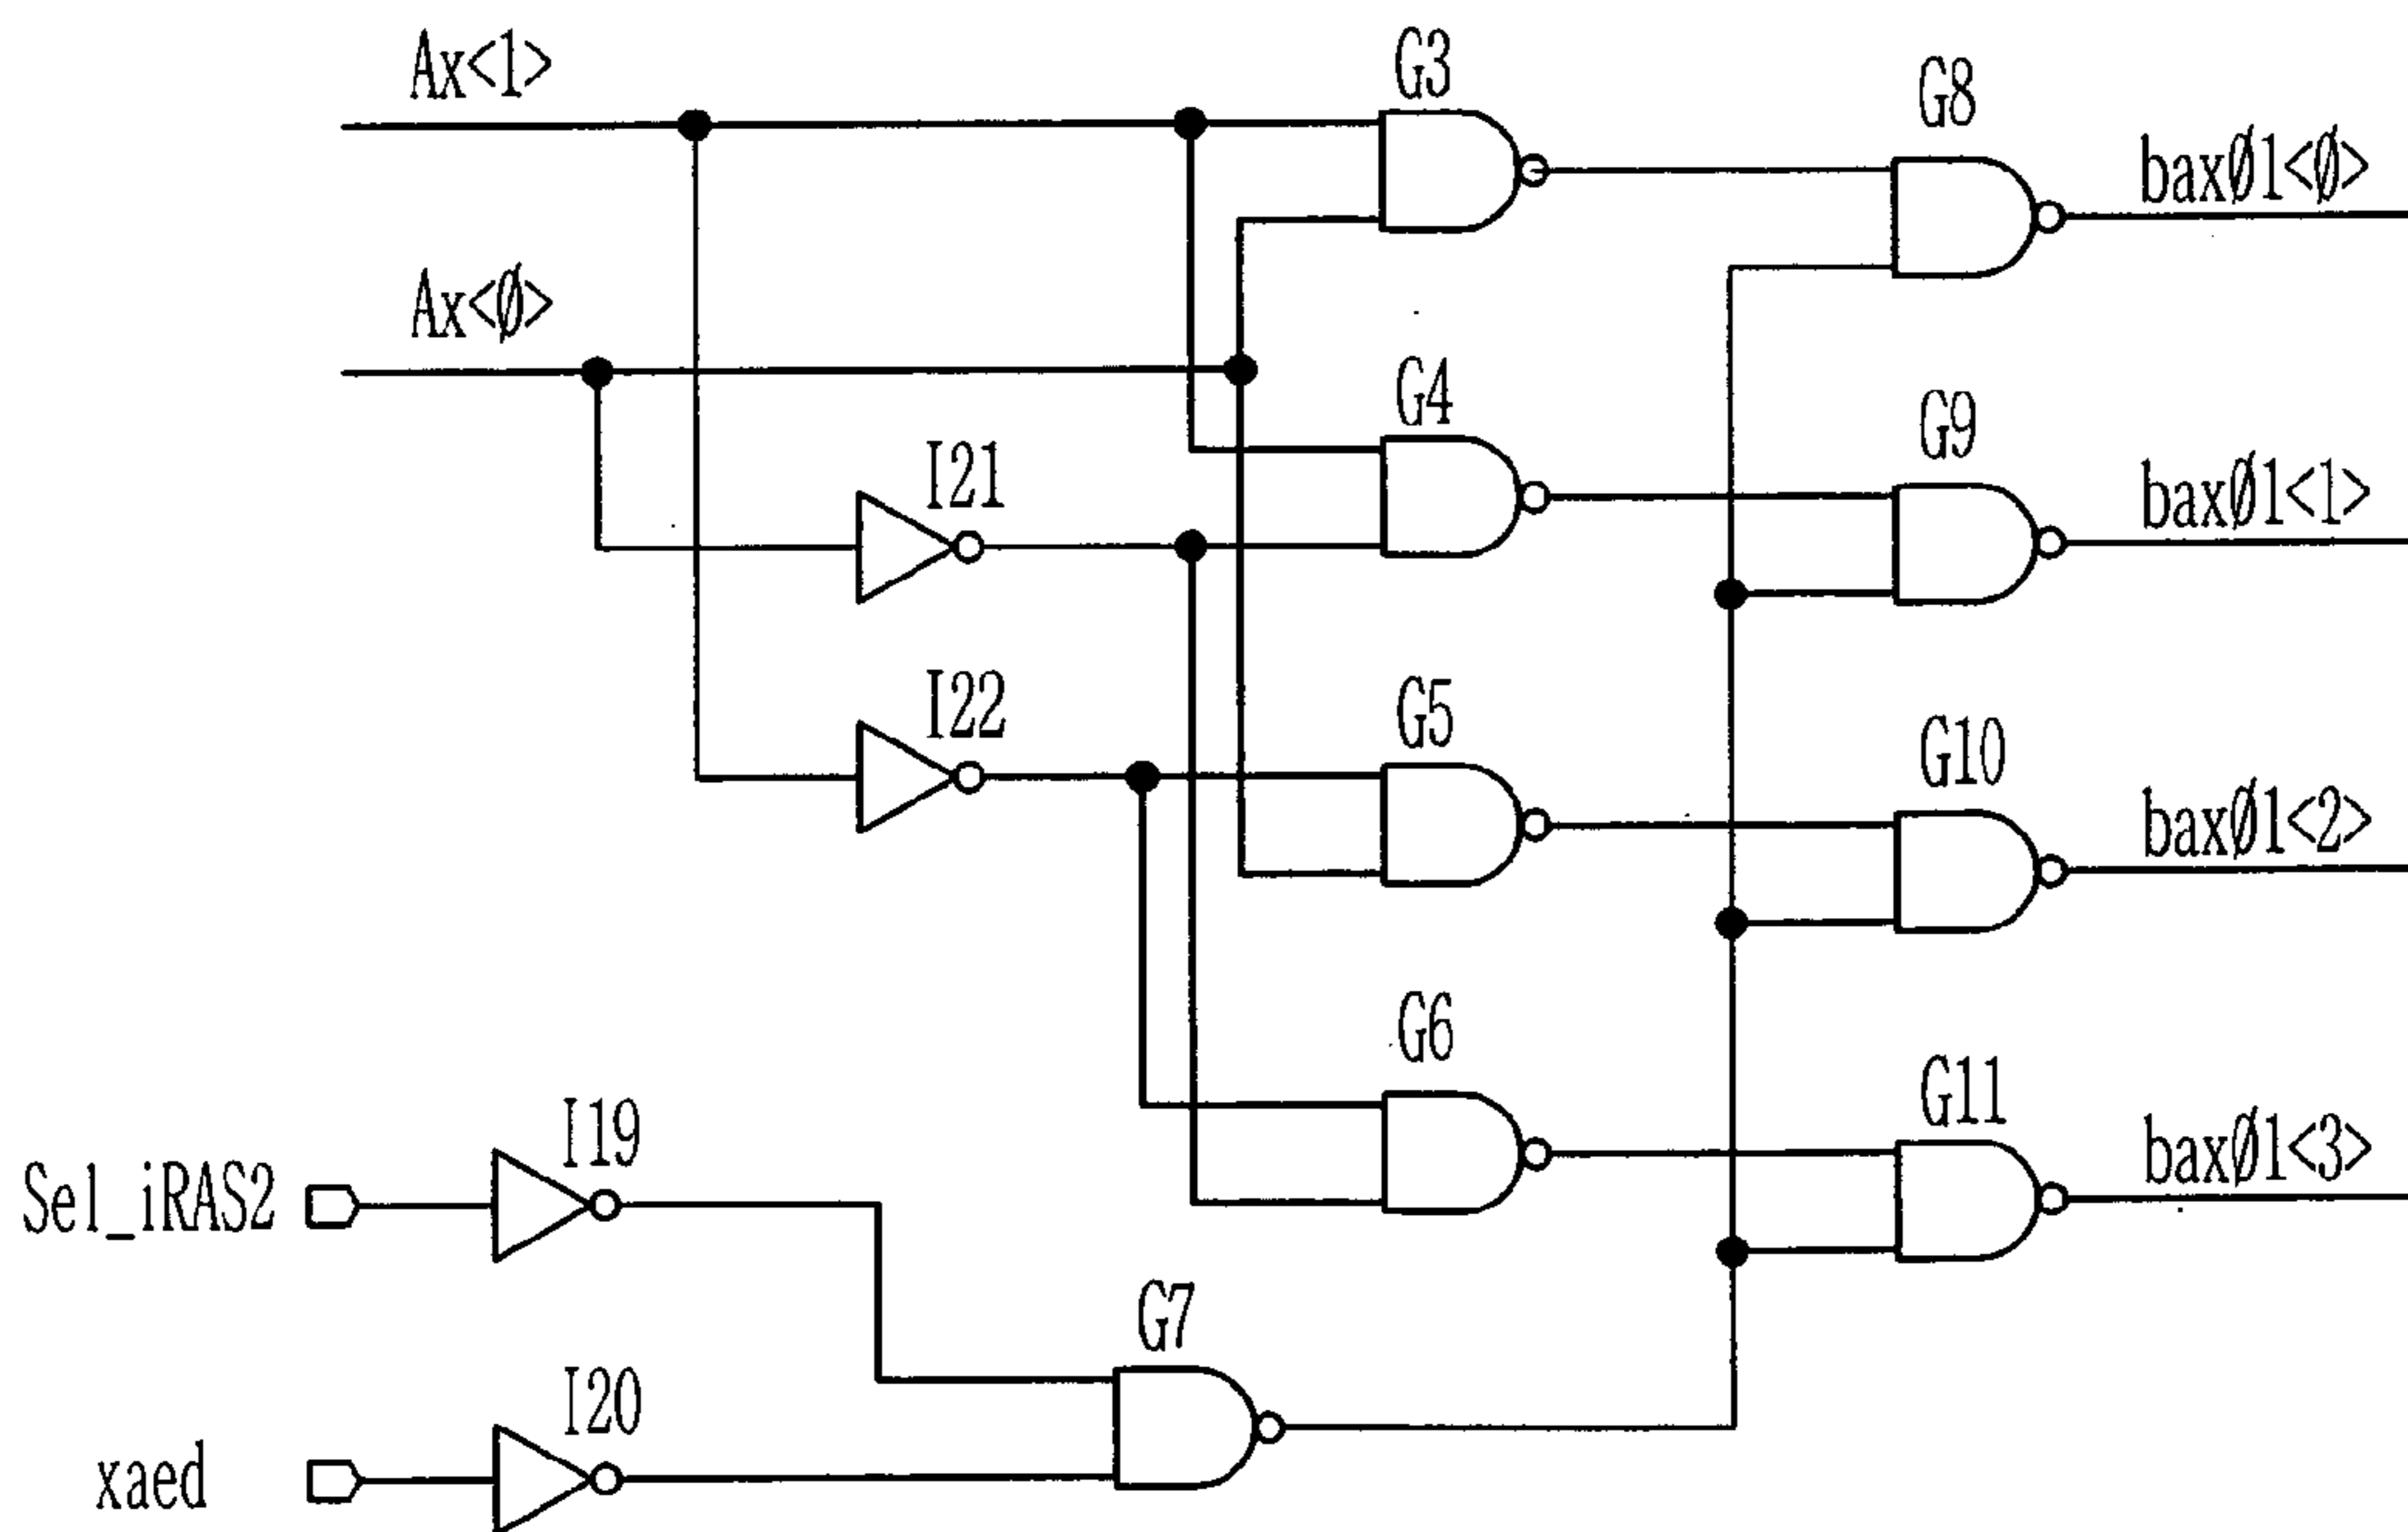 Ax<1>
G3
G8
bax01<0>
Ax<0>
G4
G9
I21
bax01<1>
I22
G5
G10
bax01<2>
G6
G11
I19
bax01<3>
Sel_iRAS2
G7
I20
xaed